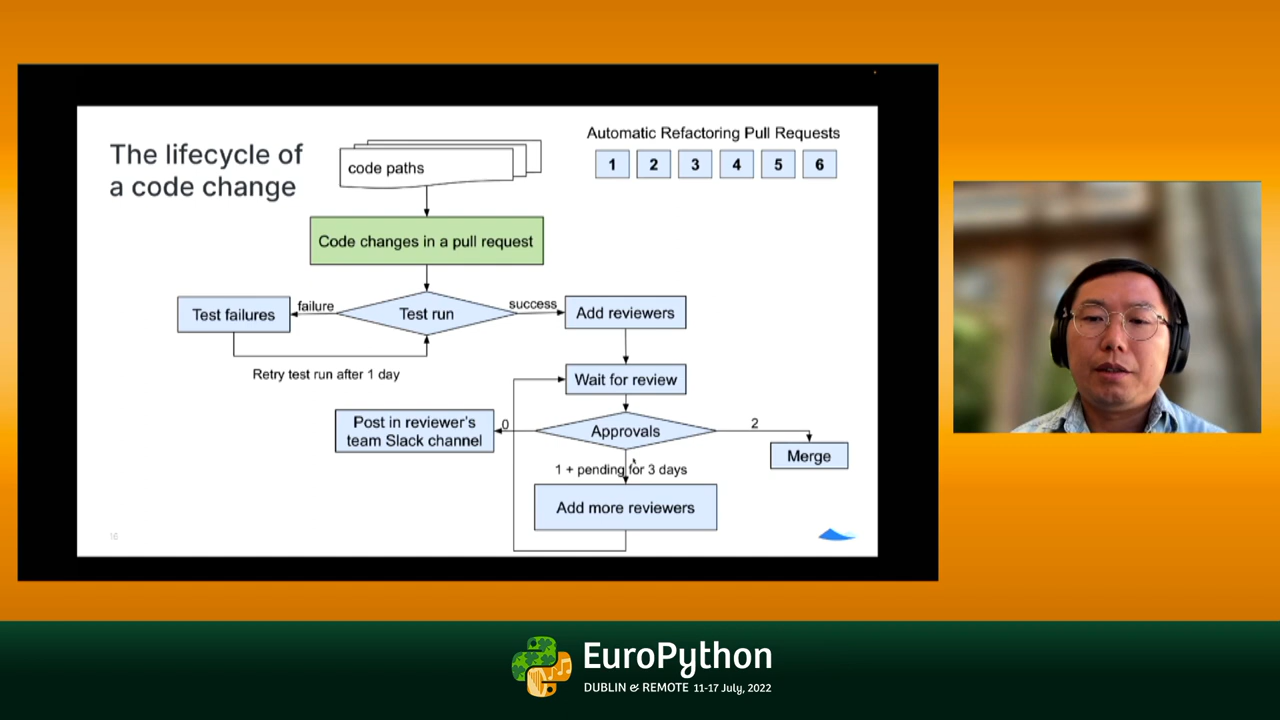 The lifecycle of
a code change
code paths
Automatic Refactoring Pull Requests
1 2 3 4 5 6
Code changes in a pull request
Test failures
failure
Test run
success
Add reviewers
Retry test run after 1 day
Wait for review
Post in reviewer's
team Slack channel
0
Approvals
2
Merge
1 + pending for 3 days
Add more reviewers
16
EuroPython
DUBLIN & REMOTE 11-17 July, 2022